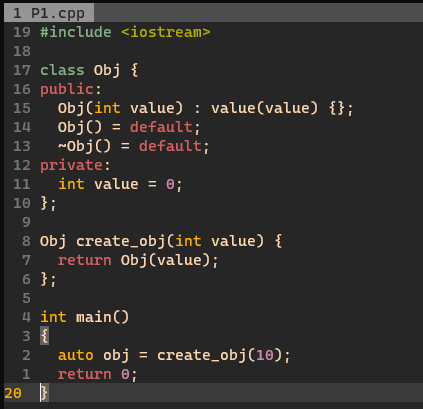 1 P1.cpp
19 #include <iostream>
18
17 class Obj {
16 public:
15   Obj(int value) : value(value) {};
14   Obj() = default;
13   ~Obj() = default;
12 private:
11   int value = 0;
10 };
9
8 Obj create_obj(int value) {
7   return Obj(value);
6 };
5
4 int main()
3 {
2   auto obj = create_obj(10);
1   return 0;
20 }